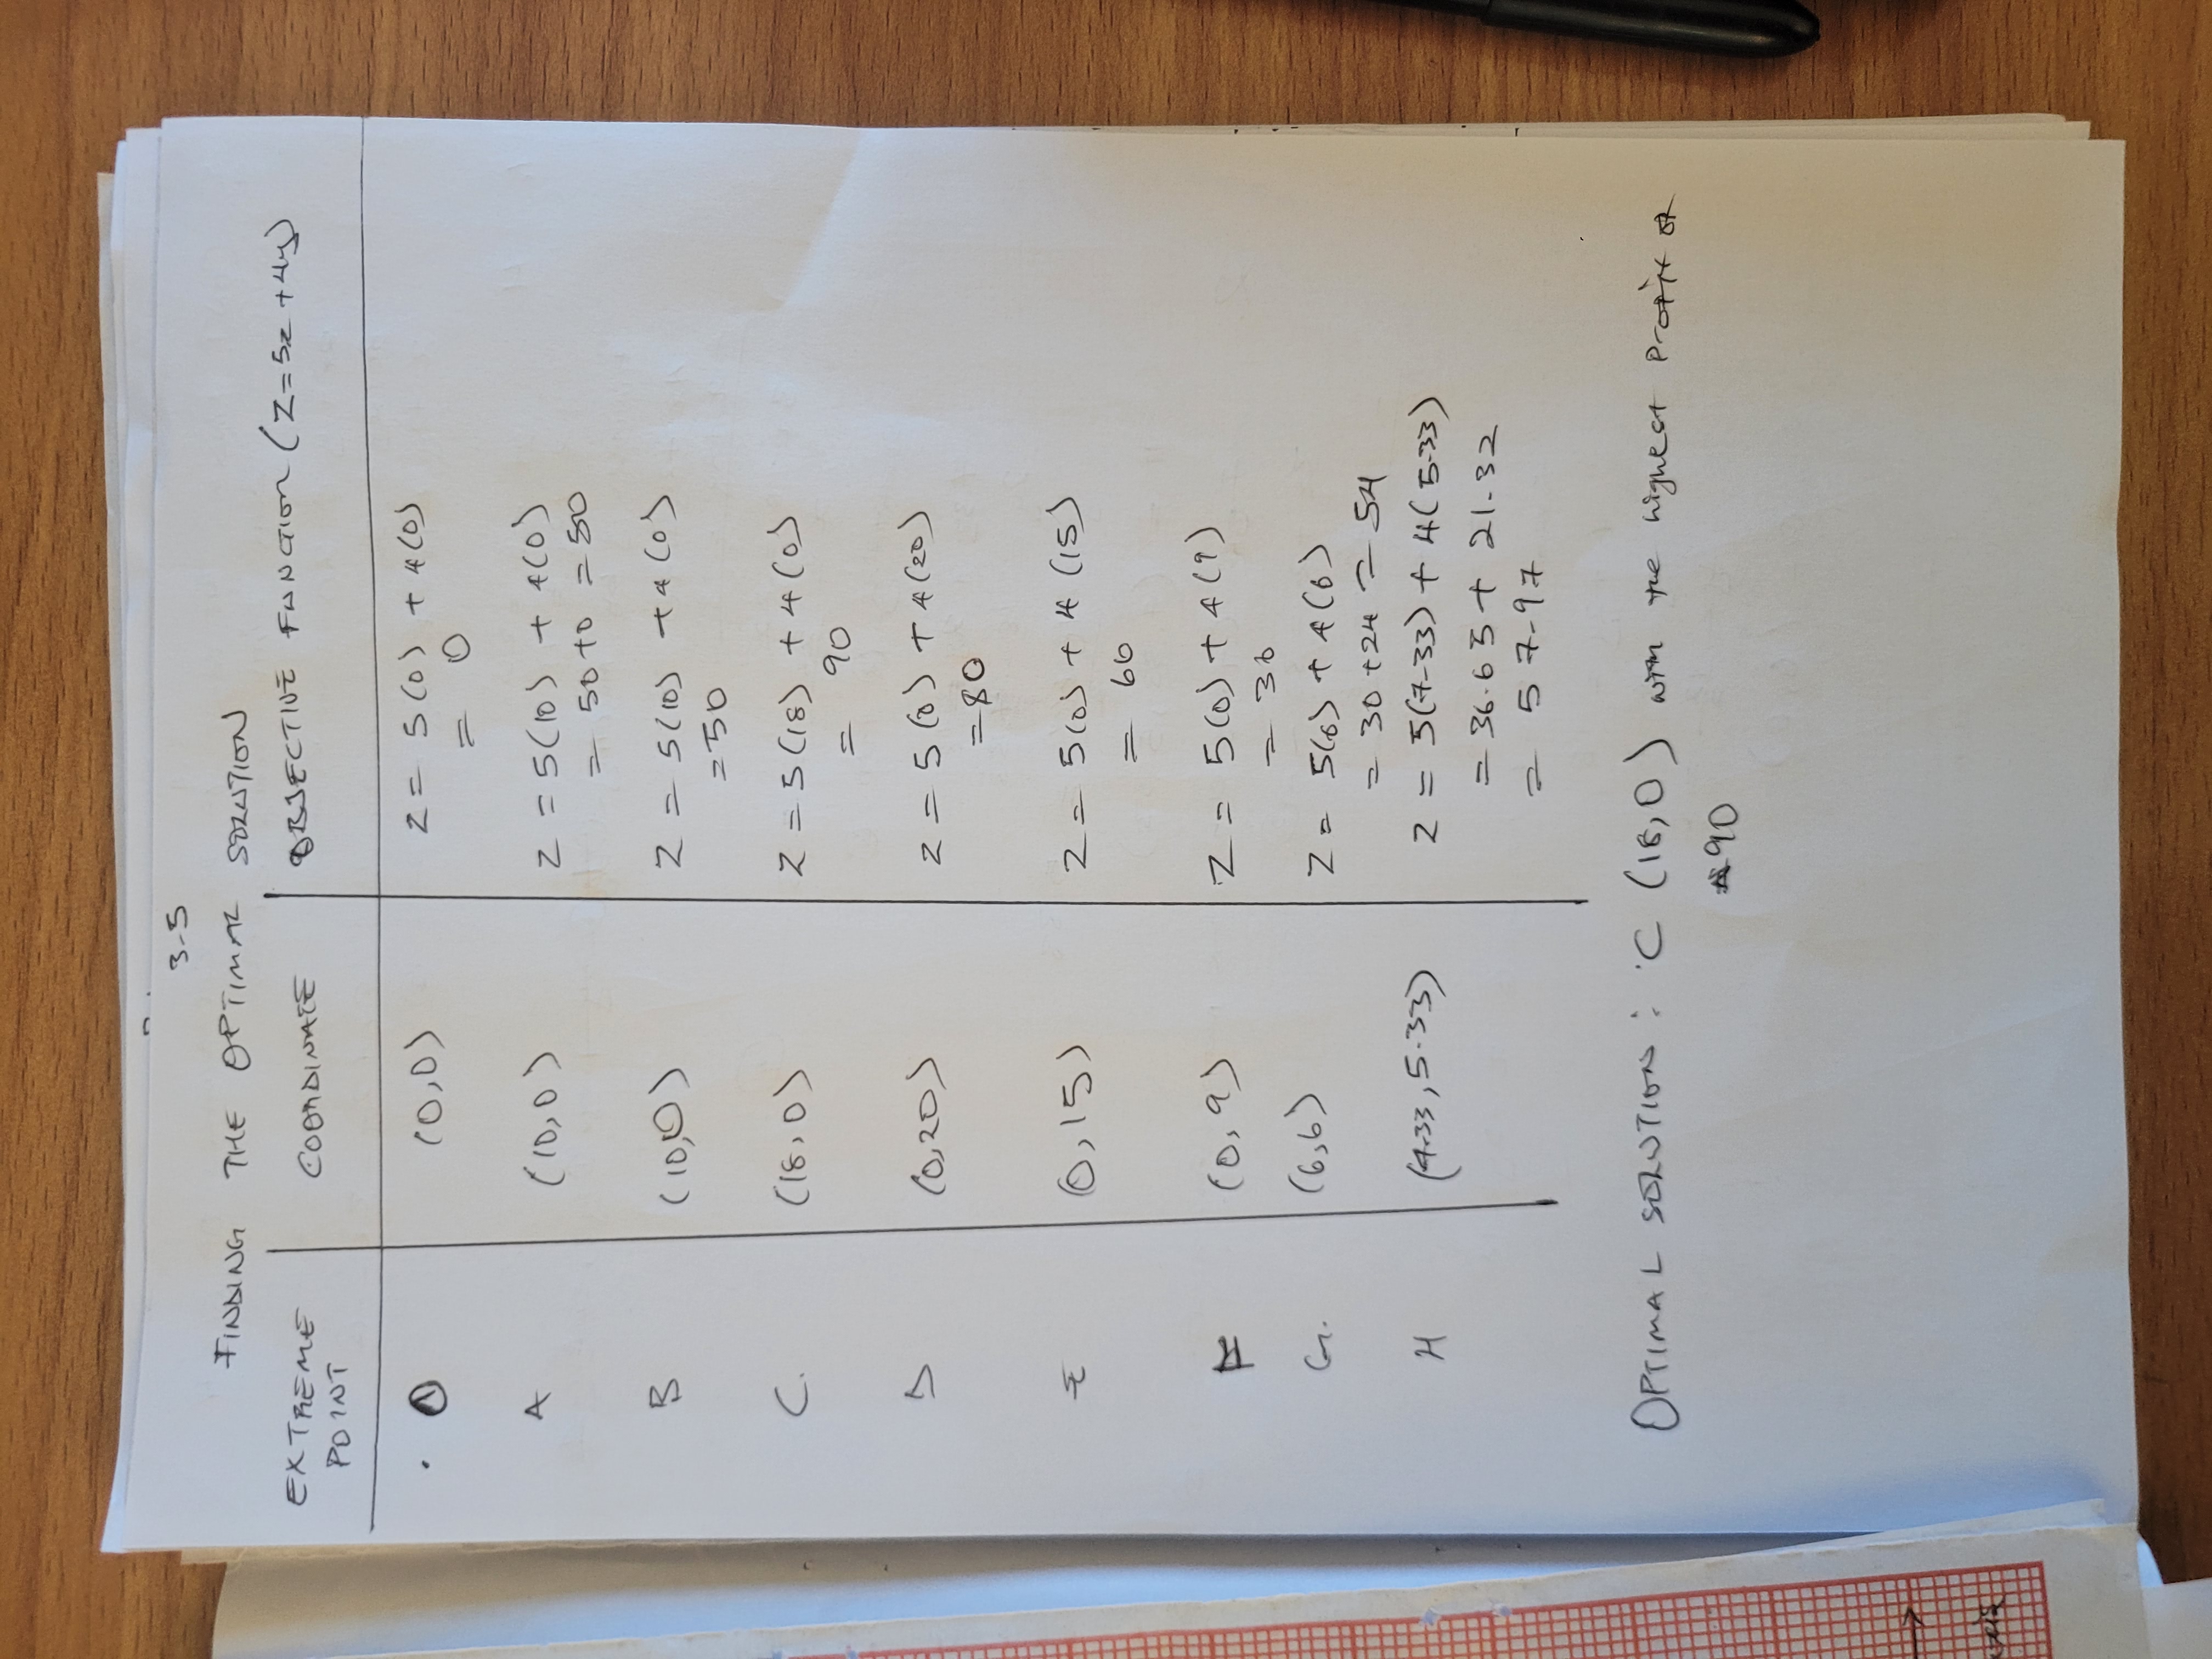 3-5
FINDING THE OPTIMAL SOLUTION
EXTREME POINT COORDINATE OBJECTIVE FUNCTION (Z=5x +4y)
O (0,0) Z = 5(0) + 4(0)
= 0
A (10,0) Z = 5(10) + 4(0)
= 50+0 = 50
B (10,0) Z = 5(10) +4(0)
=50
C. (18,0) Z = 5(18) + 4(0)
= 90
D (0,20) Z = 5(0) + 4(20)
=80
E (0,15) Z = 5(0) + 4(15)
= 60
F (0,9) Z = 5(0) + 4(9)
= 36
G. (6,6) Z = 5(6) + 4(6)
= 30 +24 = 54
H (7.33,5.33) Z = 5(7.33) + 4(5.33)
= 36.65 + 21.32
= 57.97
OPTIMAL SOLUTION: C (18,0) with the highest profit of
90